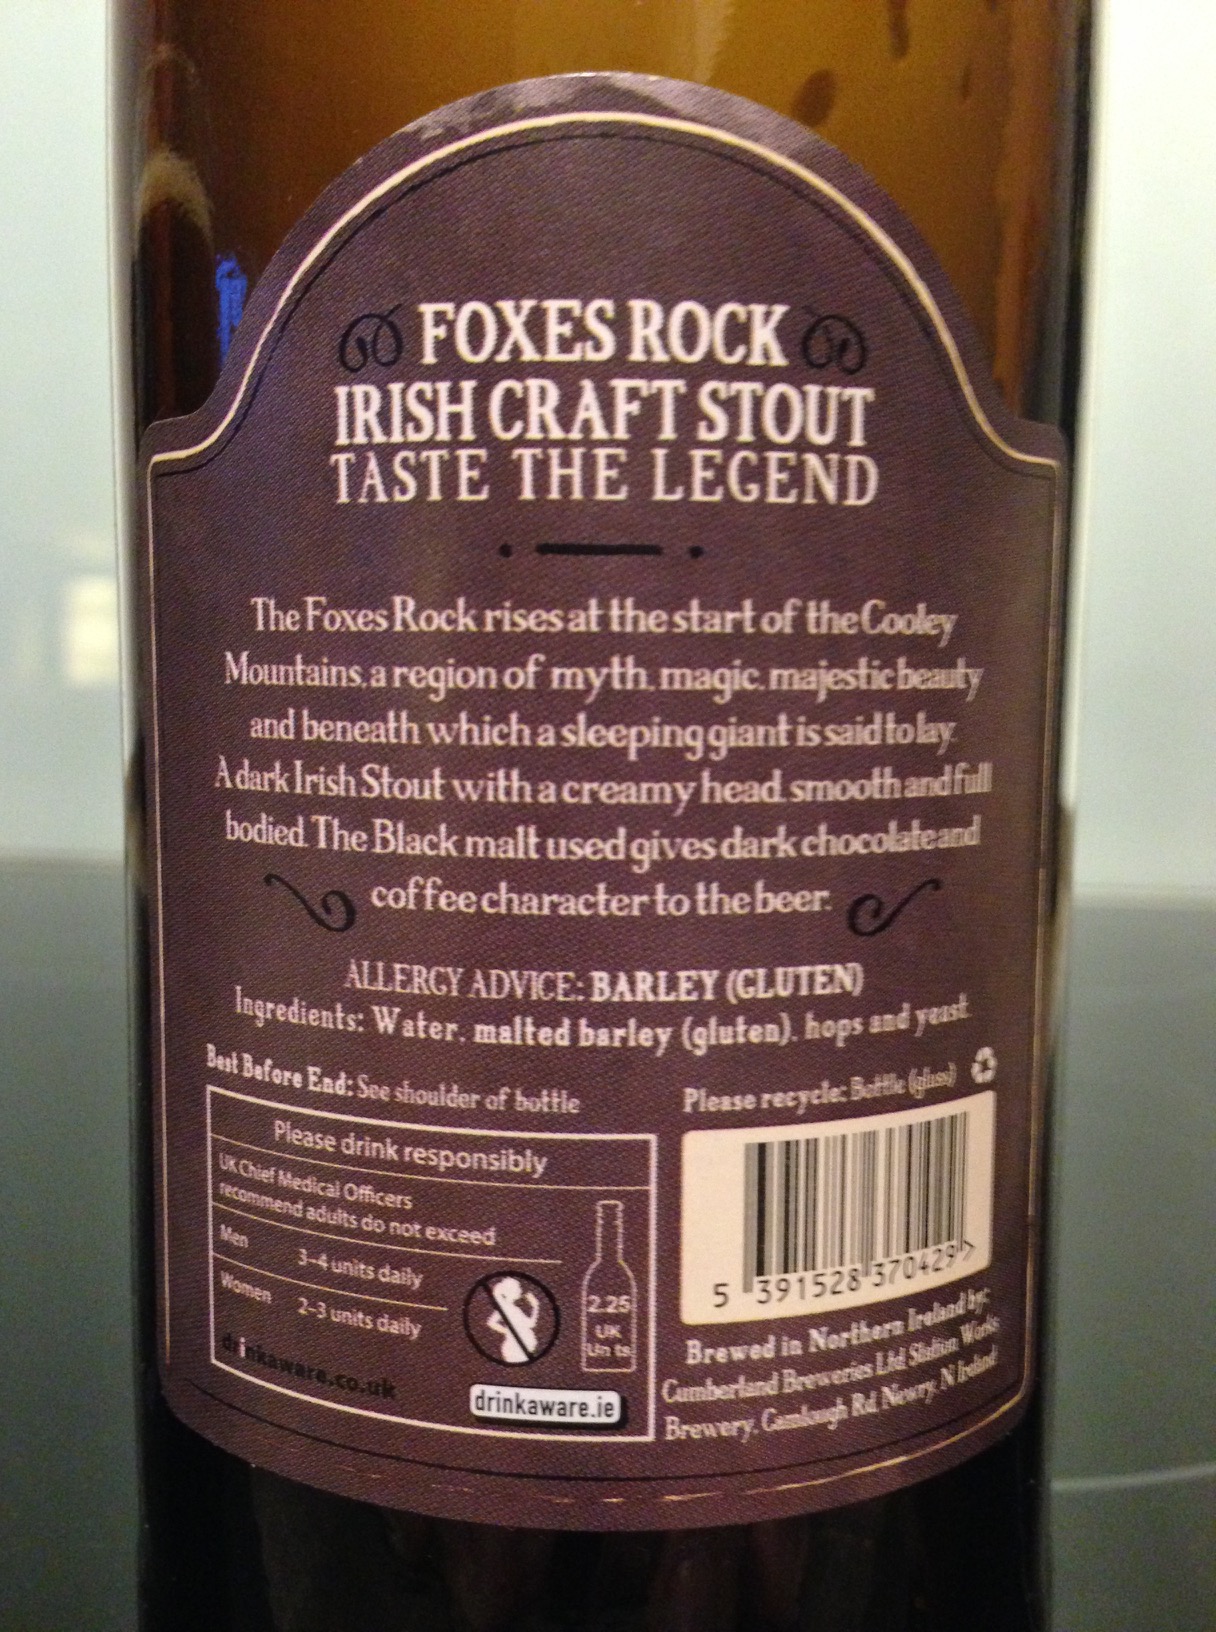 FOXES ROCK
IRISH CRAFT STOUT
TASTE THE LEGEND
The Foxes Rock rises at the start of the Cooley
Mountains, a region of myth, magic, majestic beauty
and beneath which a sleeping giant is said to lay.
A dark Irish Stout with a creamy head, smooth and full
bodied. The Black malt used gives dark chocolate and
coffee character to the beer.
ALLERGY ADVICE: BARLEY (GLUTEN)
Ingredients: Water, malted barley (gluten), hops and yeast.
Best Before End: See shoulder of bottle
Please drink responsibly
UK Chief Medical Officers
recommend adults do not exceed
Men 3-4 units daily
Women 2-3 units daily
drinkaware.co.uk
2.25
UK
Units
drinkaware.ie
Please recycle: Bottle (glass)
5 391528 370429 >
Brewed in Northern Ireland by:
Cumberland Breweries Ltd, Station Works
Brewery, Camlough Rd, Newry, N Ireland